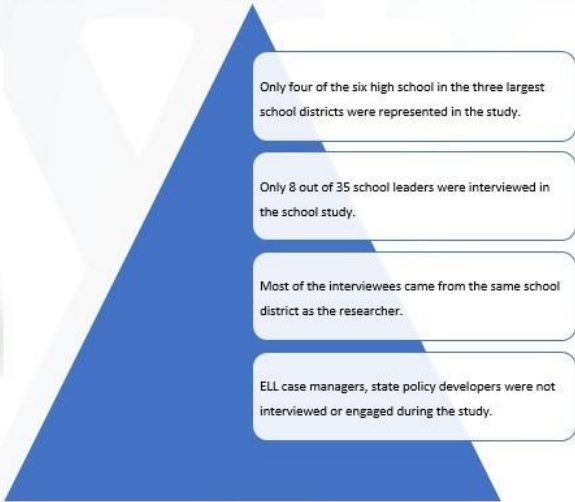 Only four of the six high school in the three largest
school districts were represented in the study.
Only 8 out of 35 school leaders were interviewed in
the school study.
Most of the interviewees came from the same school
district as the researcher.
ELL case managers, state policy developers were not
interviewed or engaged during the study.